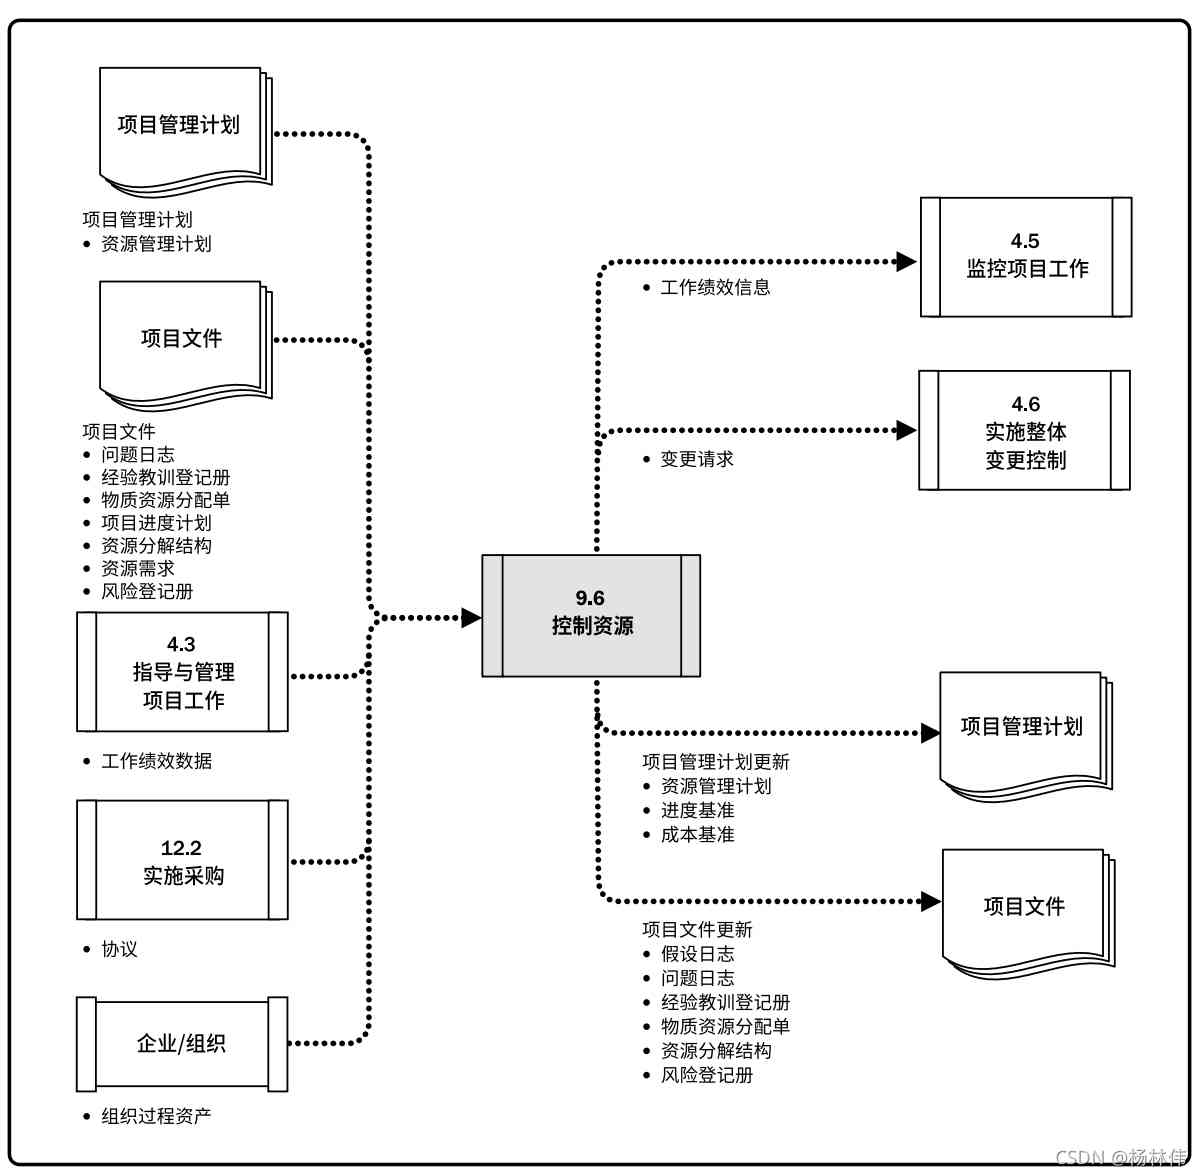 项目管理计划
项目管理计划
• 资源管理计划
项目文件
项目文件
• 问题日志
• 经验教训登记册
• 物质资源分配单
• 项目进度计划
• 资源分解结构
• 资源需求
• 风险登记册
4.3
指导与管理
项目工作
• 工作绩效数据
12.2
实施采购
• 协议
企业/组织
• 组织过程资产
9.6
控制资源
4.5
监控项目工作
• 工作绩效信息
4.6
实施整体
变更控制
• 变更请求
项目管理计划
项目管理计划更新
• 资源管理计划
• 进度基准
• 成本基准
项目文件
项目文件更新
• 假设日志
• 问题日志
• 经验教训登记册
• 物质资源分配单
• 资源分解结构
• 风险登记册
CSDN @杨林伟